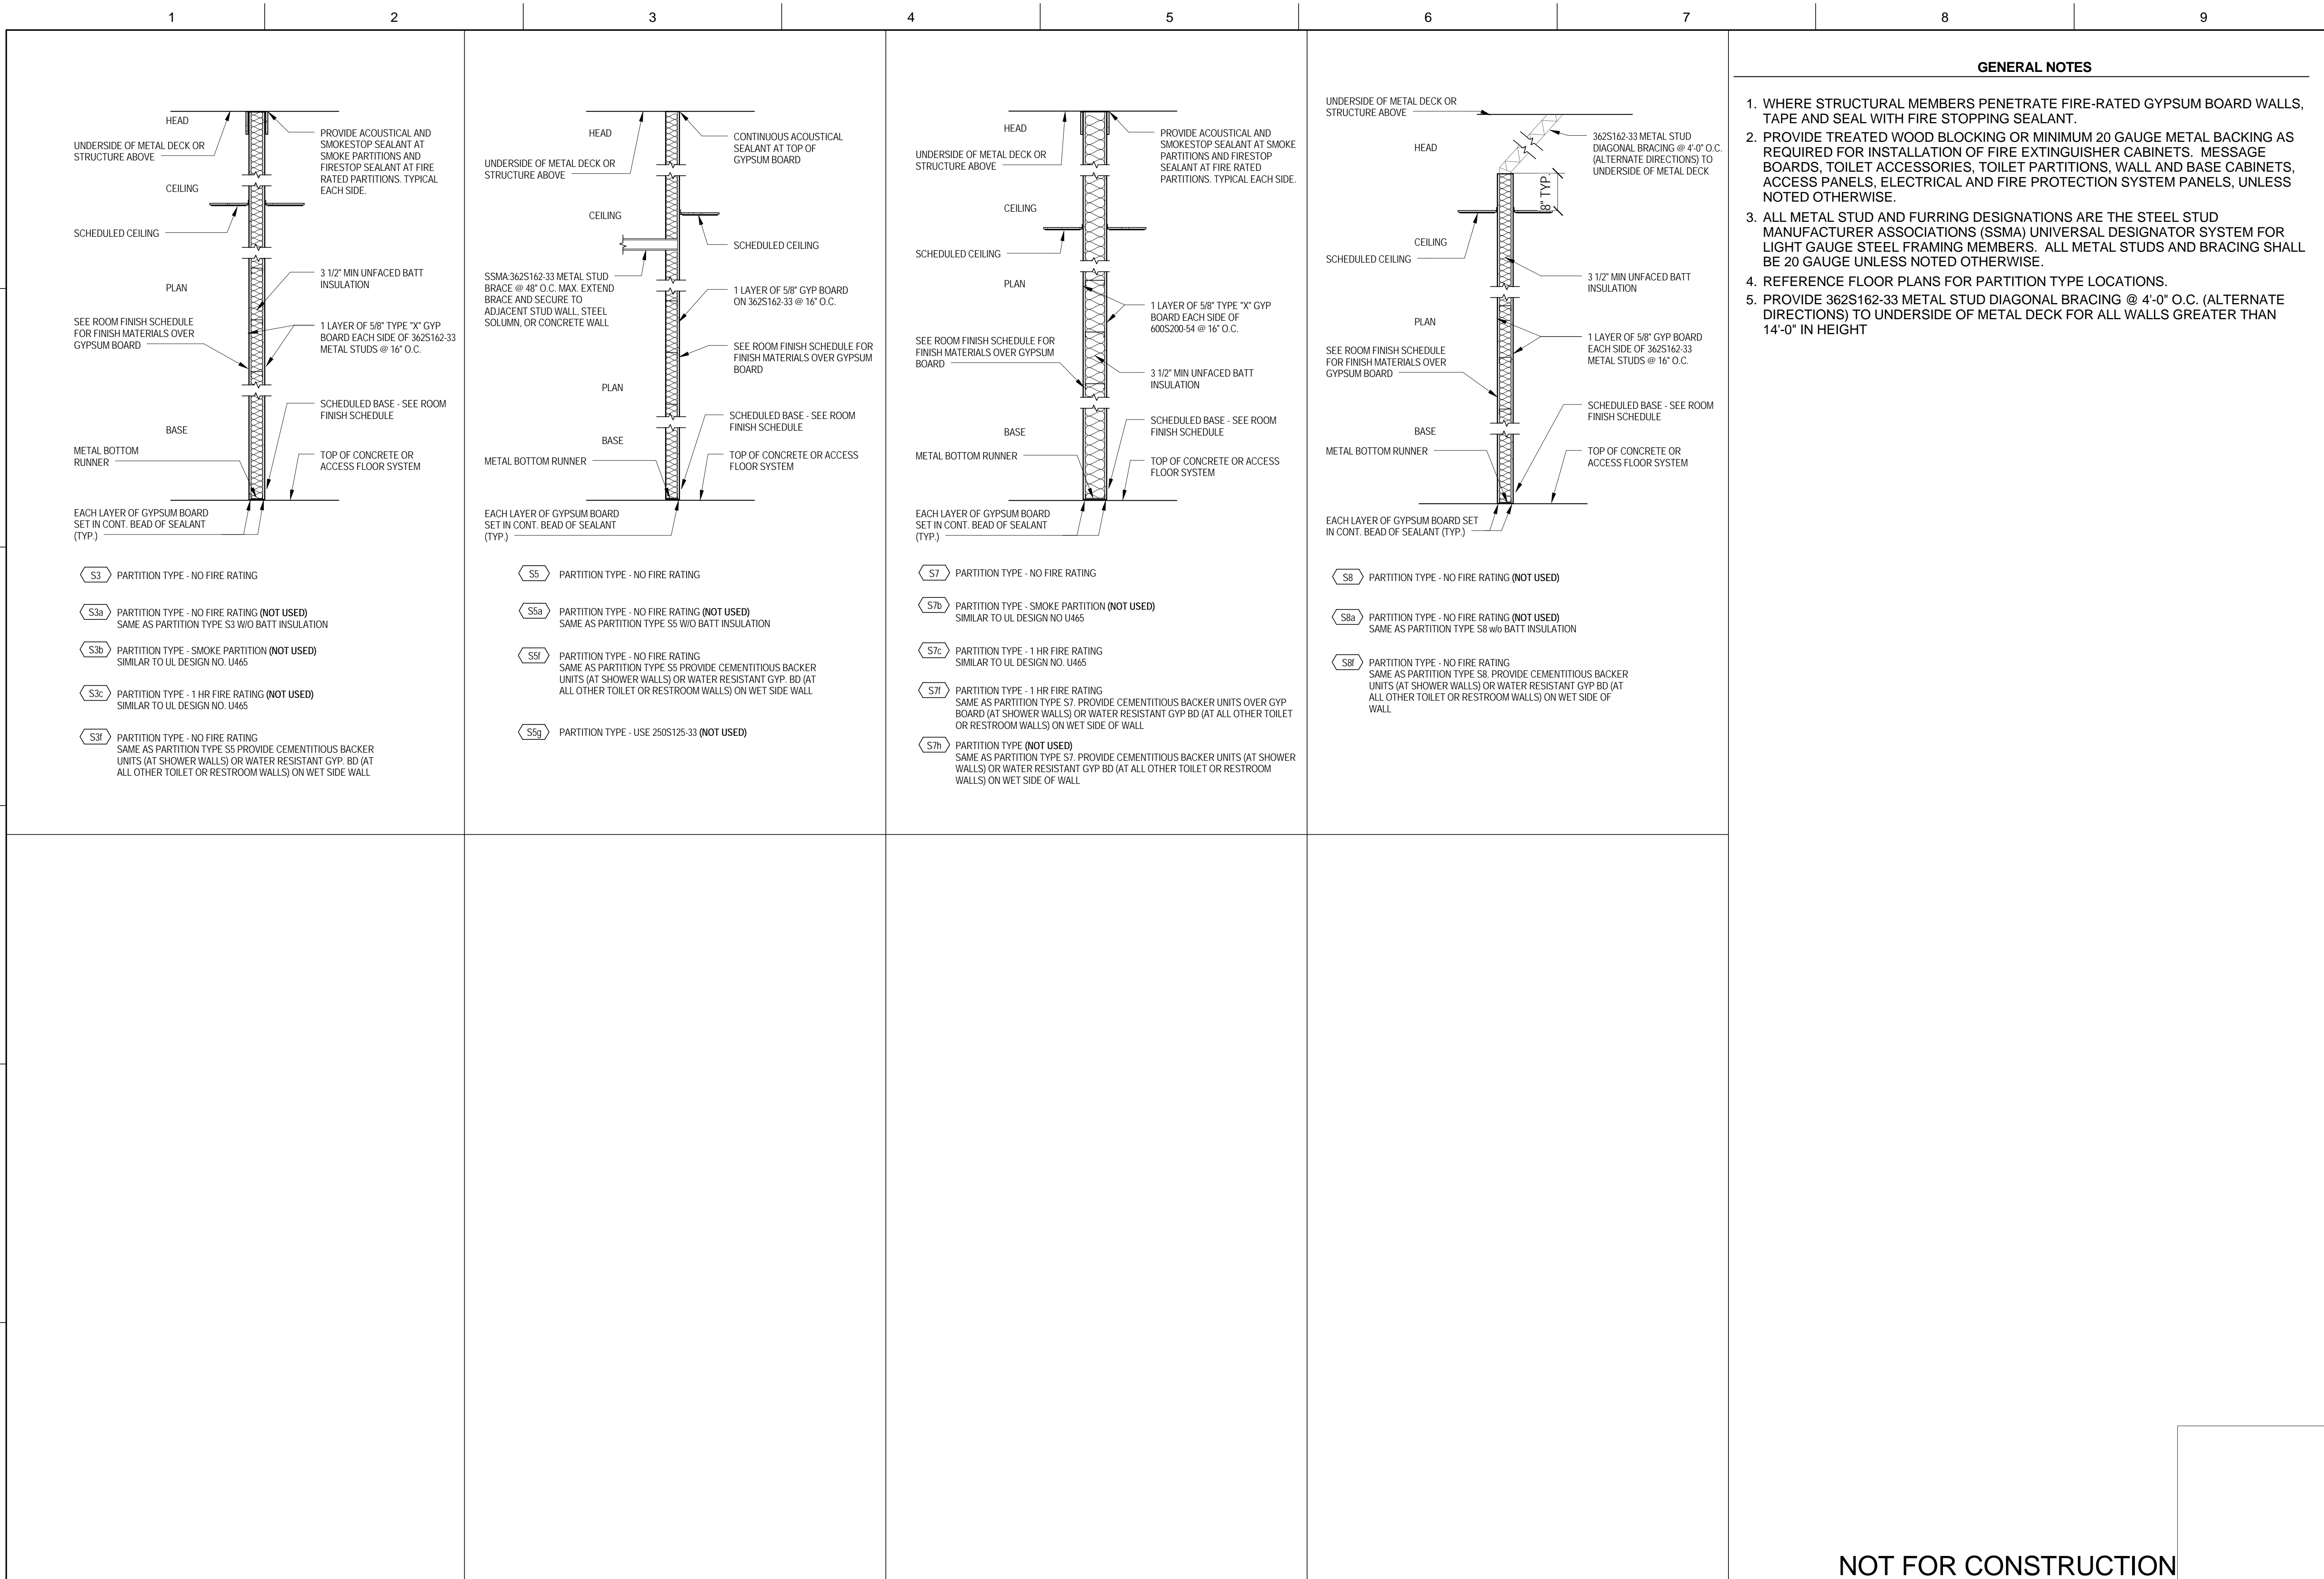 1 2 3 4 5 6 7 8 9
HEAD
UNDERSIDE OF METAL DECK OR
STRUCTURE ABOVE
CEILING
SCHEDULED CEILING
PLAN
SEE ROOM FINISH SCHEDULE
FOR FINISH MATERIALS OVER
GYPSUM BOARD
BASE
METAL BOTTOM
RUNNER
EACH LAYER OF GYPSUM BOARD
SET IN CONT. BEAD OF SEALANT
(TYP.)
PROVIDE ACOUSTICAL AND
SMOKESTOP SEALANT AT
SMOKE PARTITIONS AND
FIRESTOP SEALANT AT FIRE
RATED PARTITIONS. TYPICAL
EACH SIDE.
3 1/2" MIN UNFACED BATT
INSULATION
1 LAYER OF 5/8" TYPE "X" GYP
BOARD EACH SIDE OF 362S162-33
METAL STUDS @ 16" O.C.
SCHEDULED BASE - SEE ROOM
FINISH SCHEDULE
TOP OF CONCRETE OR
ACCESS FLOOR SYSTEM
S3 PARTITION TYPE - NO FIRE RATING
S3a PARTITION TYPE - NO FIRE RATING (NOT USED)
SAME AS PARTITION TYPE S3 W/O BATT INSULATION
S3b PARTITION TYPE - SMOKE PARTITION (NOT USED)
SIMILAR TO UL DESIGN NO. U465
S3c PARTITION TYPE - 1 HR FIRE RATING (NOT USED)
SIMILAR TO UL DESIGN NO. U465
S3f PARTITION TYPE - NO FIRE RATING
SAME AS PARTITION TYPE S5 PROVIDE CEMENTITIOUS BACKER
UNITS (AT SHOWER WALLS) OR WATER RESISTANT GYP. BD (AT
ALL OTHER TOILET OR RESTROOM WALLS) ON WET SIDE WALL
HEAD
UNDERSIDE OF METAL DECK OR
STRUCTURE ABOVE
CEILING
SSMA:362S162-33 METAL STUD
BRACE @ 48" O.C. MAX. EXTEND
BRACE AND SECURE TO
ADJACENT STUD WALL, STEEL
SOLUMN, OR CONCRETE WALL
PLAN
BASE
METAL BOTTOM RUNNER
EACH LAYER OF GYPSUM BOARD
SET IN CONT. BEAD OF SEALANT
(TYP.)
CONTINUOUS ACOUSTICAL
SEALANT AT TOP OF
GYPSUM BOARD
SCHEDULED CEILING
1 LAYER OF 5/8" GYP BOARD
ON 362S162-33 @ 16" O.C.
SEE ROOM FINISH SCHEDULE FOR
FINISH MATERIALS OVER GYPSUM
BOARD
SCHEDULED BASE - SEE ROOM
FINISH SCHEDULE
TOP OF CONCRETE OR ACCESS
FLOOR SYSTEM
S5 PARTITION TYPE - NO FIRE RATING
S5a PARTITION TYPE - NO FIRE RATING (NOT USED)
SAME AS PARTITION TYPE S5 W/O BATT INSULATION
S5f PARTITION TYPE - NO FIRE RATING
SAME AS PARTITION TYPE S5 PROVIDE CEMENTITIOUS BACKER
UNITS (AT SHOWER WALLS) OR WATER RESISTANT GYP. BD (AT
ALL OTHER TOILET OR RESTROOM WALLS) ON WET SIDE WALL
S5g PARTITION TYPE - USE 250S125-33 (NOT USED)
HEAD
UNDERSIDE OF METAL DECK OR
STRUCTURE ABOVE
CEILING
SCHEDULED CEILING
PLAN
SEE ROOM FINISH SCHEDULE FOR
FINISH MATERIALS OVER GYPSUM
BOARD
BASE
METAL BOTTOM RUNNER
EACH LAYER OF GYPSUM BOARD
SET IN CONT. BEAD OF SEALANT
(TYP.)
PROVIDE ACOUSTICAL AND
SMOKESTOP SEALANT AT SMOKE
PARTITIONS AND FIRESTOP
SEALANT AT FIRE RATED
PARTITIONS. TYPICAL EACH SIDE.
1 LAYER OF 5/8" TYPE "X" GYP
BOARD EACH SIDE OF
600S200-54 @ 16" O.C.
3 1/2" MIN UNFACED BATT
INSULATION
SCHEDULED BASE - SEE ROOM
FINISH SCHEDULE
TOP OF CONCRETE OR ACCESS
FLOOR SYSTEM
S7 PARTITION TYPE - NO FIRE RATING
S7b PARTITION TYPE - SMOKE PARTITION (NOT USED)
SIMILAR TO UL DESIGN NO U465
S7c PARTITION TYPE - 1 HR FIRE RATING
SIMILAR TO UL DESIGN NO. U465
S7f PARTITION TYPE - 1 HR FIRE RATING
SAME AS PARTITION TYPE S7. PROVIDE CEMENTITIOUS BACKER UNITS OVER GYP
BOARD (AT SHOWER WALLS) OR WATER RESISTANT GYP BD (AT ALL OTHER TOILET
OR RESTROOM WALLS) ON WET SIDE OF WALL
S7h PARTITION TYPE (NOT USED)
SAME AS PARTITION TYPE S7. PROVIDE CEMENTITIOUS BACKER UNITS (AT SHOWER
WALLS) OR WATER RESISTANT GYP BD (AT ALL OTHER TOILET OR RESTROOM
WALLS) ON WET SIDE OF WALL
UNDERSIDE OF METAL DECK OR
STRUCTURE ABOVE
HEAD
CEILING
SCHEDULED CEILING
PLAN
SEE ROOM FINISH SCHEDULE
FOR FINISH MATERIALS OVER
GYPSUM BOARD
BASE
METAL BOTTOM RUNNER
EACH LAYER OF GYPSUM BOARD SET
IN CONT. BEAD OF SEALANT (TYP.)
362S162-33 METAL STUD
DIAGONAL BRACING @ 4'-0" O.C.
(ALTERNATE DIRECTIONS) TO
UNDERSIDE OF METAL DECK
8" TYP.
3 1/2" MIN UNFACED BATT
INSULATION
1 LAYER OF 5/8" GYP BOARD
EACH SIDE OF 362S162-33
METAL STUDS @ 16" O.C.
SCHEDULED BASE - SEE ROOM
FINISH SCHEDULE
TOP OF CONCRETE OR
ACCESS FLOOR SYSTEM
S8 PARTITION TYPE - NO FIRE RATING (NOT USED)
S8a PARTITION TYPE - NO FIRE RATING (NOT USED)
SAME AS PARTITION TYPE S8 w/o BATT INSULATION
S8f PARTITION TYPE - NO FIRE RATING
SAME AS PARTITION TYPE S8. PROVIDE CEMENTITIOUS BACKER
UNITS (AT SHOWER WALLS) OR WATER RESISTANT GYP BD (AT
ALL OTHER TOILET OR RESTROOM WALLS) ON WET SIDE OF
WALL
GENERAL NOTES
1. WHERE STRUCTURAL MEMBERS PENETRATE FIRE-RATED GYPSUM BOARD WALLS,
TAPE AND SEAL WITH FIRE STOPPING SEALANT.
2. PROVIDE TREATED WOOD BLOCKING OR MINIMUM 20 GAUGE METAL BACKING AS
REQUIRED FOR INSTALLATION OF FIRE EXTINGUISHER CABINETS. MESSAGE
BOARDS, TOILET ACCESSORIES, TOILET PARTITIONS, WALL AND BASE CABINETS,
ACCESS PANELS, ELECTRICAL AND FIRE PROTECTION SYSTEM PANELS, UNLESS
NOTED OTHERWISE.
3. ALL METAL STUD AND FURRING DESIGNATIONS ARE THE STEEL STUD
MANUFACTURER ASSOCIATIONS (SSMA) UNIVERSAL DESIGNATOR SYSTEM FOR
LIGHT GAUGE STEEL FRAMING MEMBERS. ALL METAL STUDS AND BRACING SHALL
BE 20 GAUGE UNLESS NOTED OTHERWISE.
4. REFERENCE FLOOR PLANS FOR PARTITION TYPE LOCATIONS.
5. PROVIDE 362S162-33 METAL STUD DIAGONAL BRACING @ 4'-0" O.C. (ALTERNATE
DIRECTIONS) TO UNDERSIDE OF METAL DECK FOR ALL WALLS GREATER THAN
14'-0" IN HEIGHT
NOT FOR CONSTRUCTION